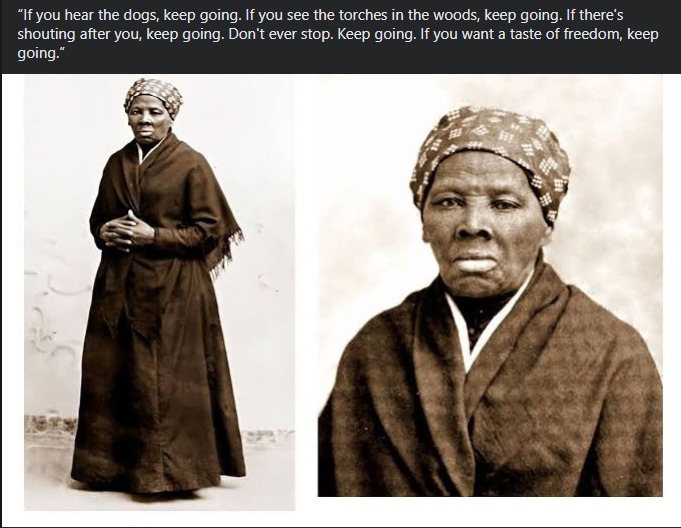 “If you hear the dogs, keep going. If you see the torches in the woods, keep going. If there's
shouting after you, keep going. Don't ever stop. Keep going. If you want a taste of freedom, keep
going.“